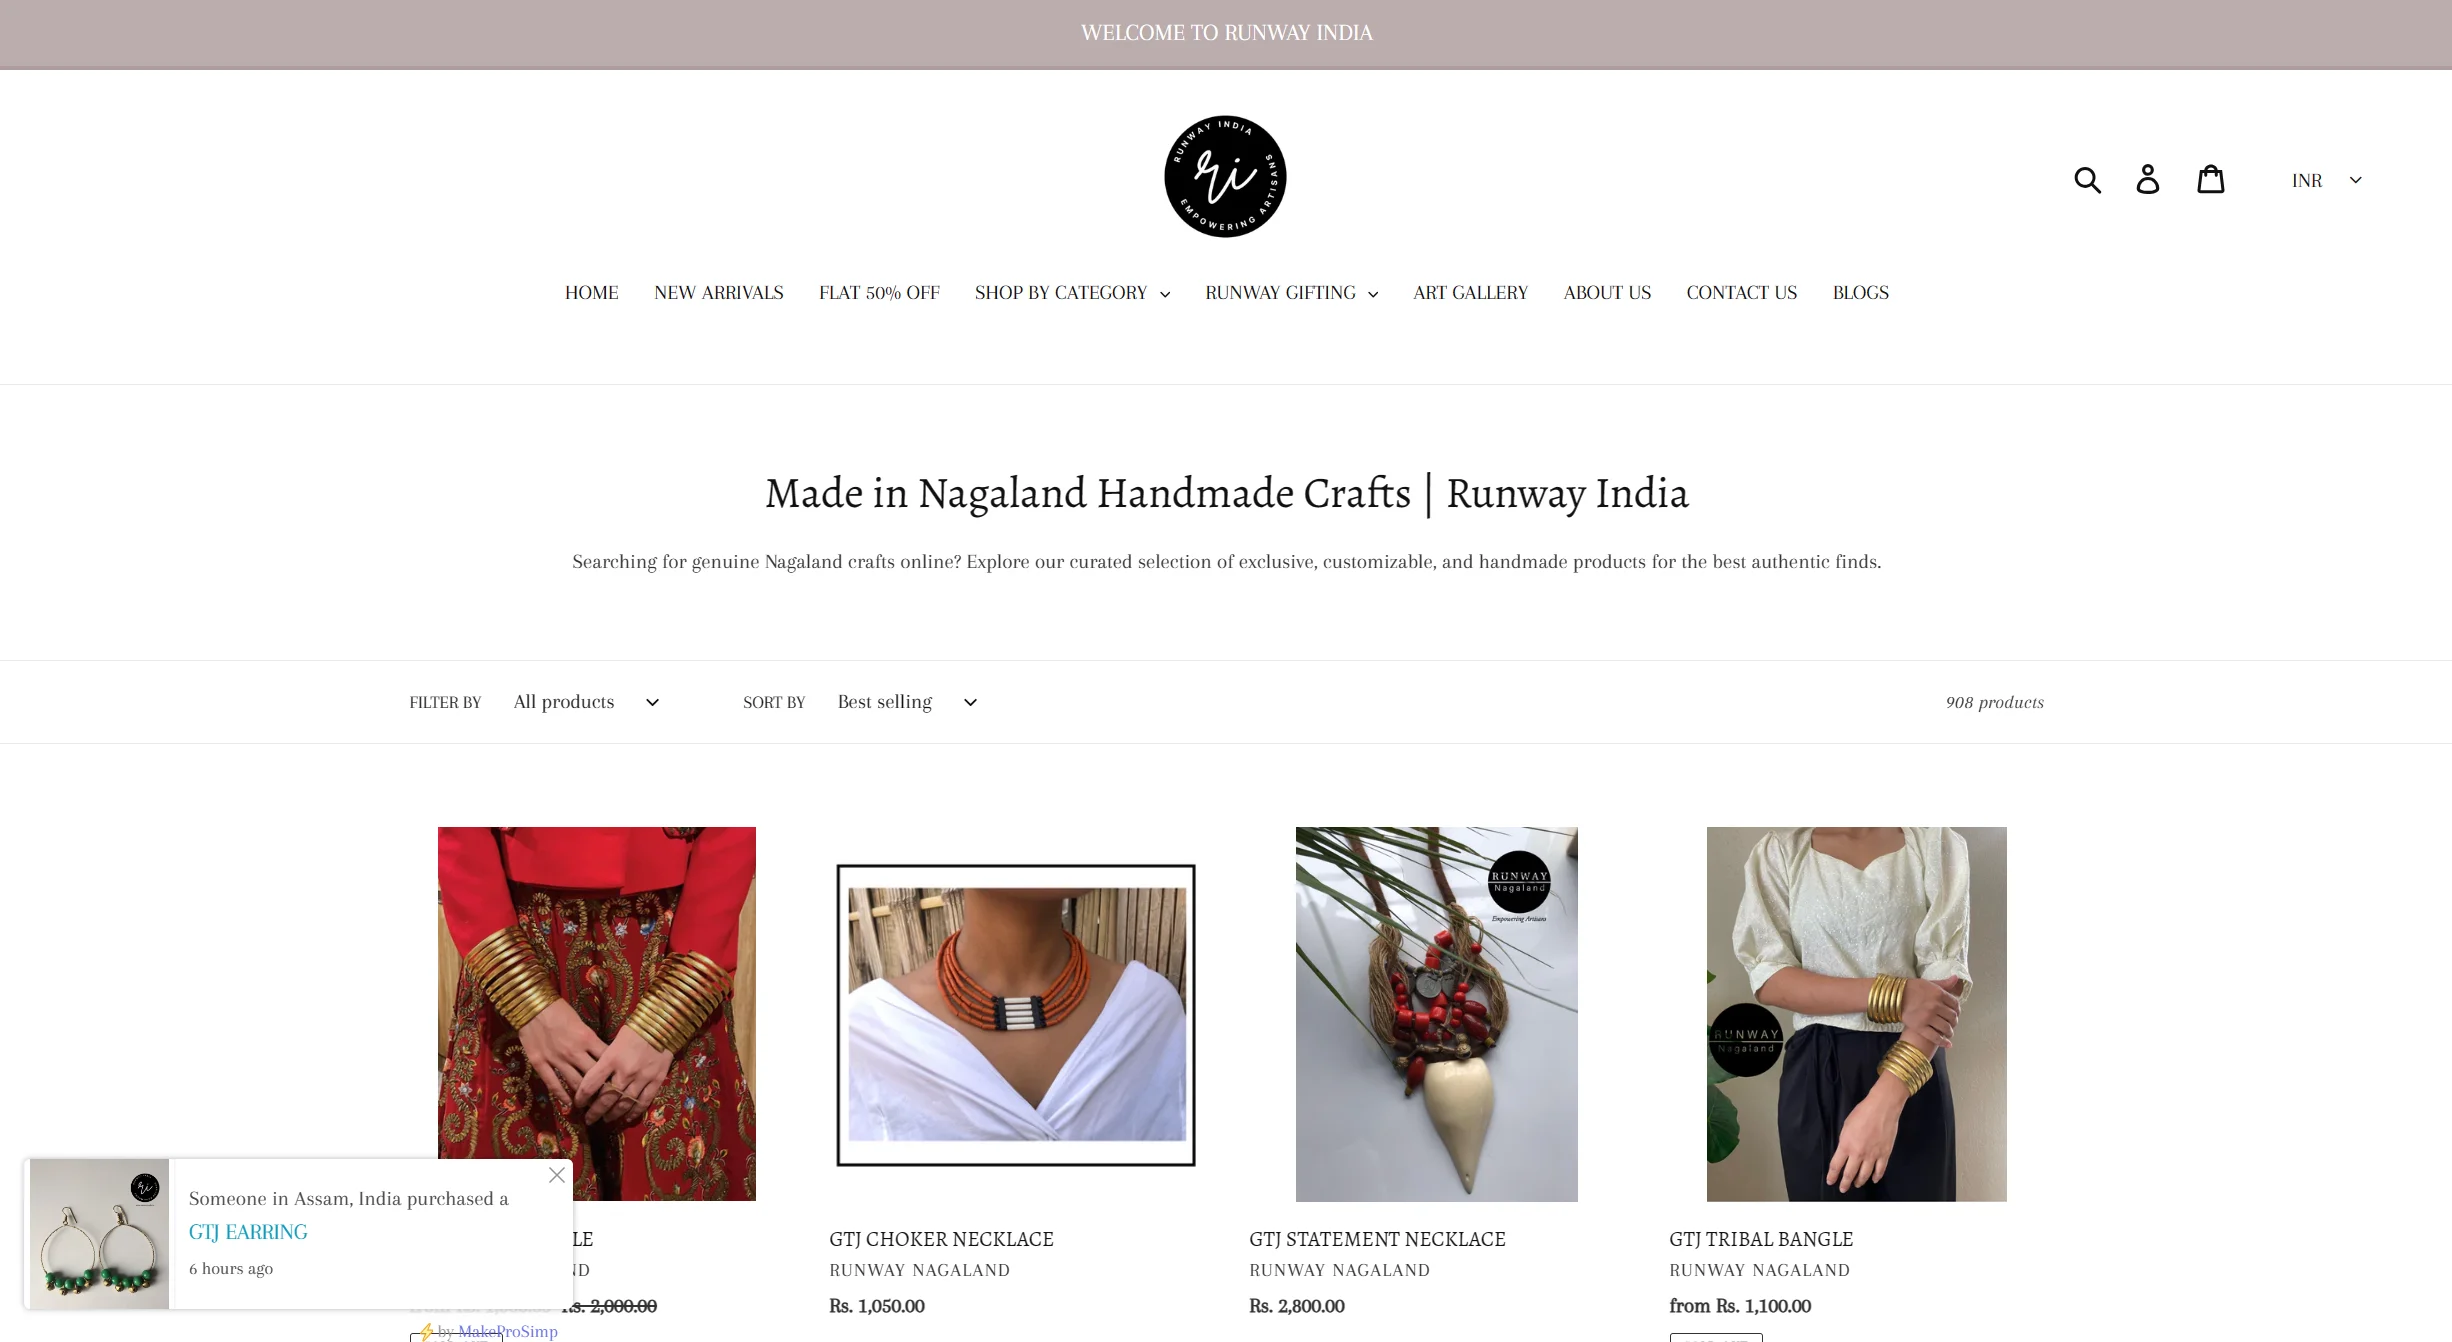 WELCOME TO RUNWAY INDIA
RUNWAY INDIA
ri
EMPOWERING ARTISANS
INR
HOME NEW ARRIVALS FLAT 50% OFF SHOP BY CATEGORY RUNWAY GIFTING ART GALLERY ABOUT US CONTACT US BLOGS
Made in Nagaland Handmade Crafts | Runway India
Searching for genuine Nagaland crafts online? Explore our curated selection of exclusive, customizable, and handmade products for the best authentic finds.
FILTER BY All products SORT BY Best selling 908 products
RUNWAY
Nagaland
Empowering Artisans
RUNWAY
Nagaland
ri
Someone in Assam, India purchased a
GTJ EARRING
6 hours ago
LE
ND
Rs. 2,000.00
⚡by MakeProSimp
GTJ CHOKER NECKLACE
RUNWAY NAGALAND
Rs. 1,050.00
GTJ STATEMENT NECKLACE
RUNWAY NAGALAND
Rs. 2,800.00
GTJ TRIBAL BANGLE
RUNWAY NAGALAND
from Rs. 1,100.00